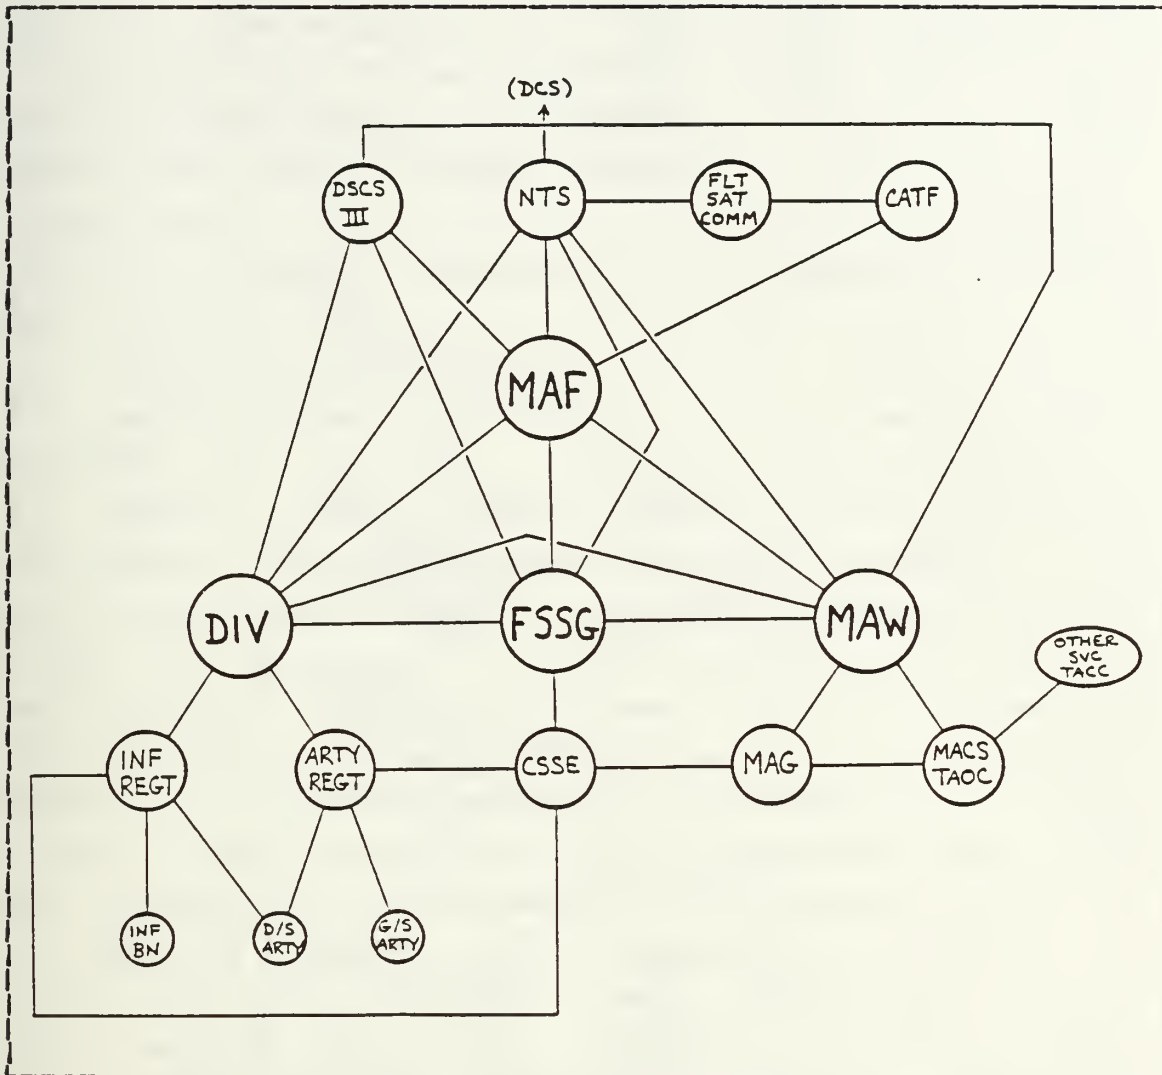 (DCS)
DSCS
III
NTS
FLT
SAT
COMM
CATF
MAF
DIV
FSSG
MAW
OTHER
SVC
TACC
INF
REGT
ARTY
REGT
CSSE
MAG
MACS
TAOC
INF
BN
D/S
ARTY
G/S
ARTY